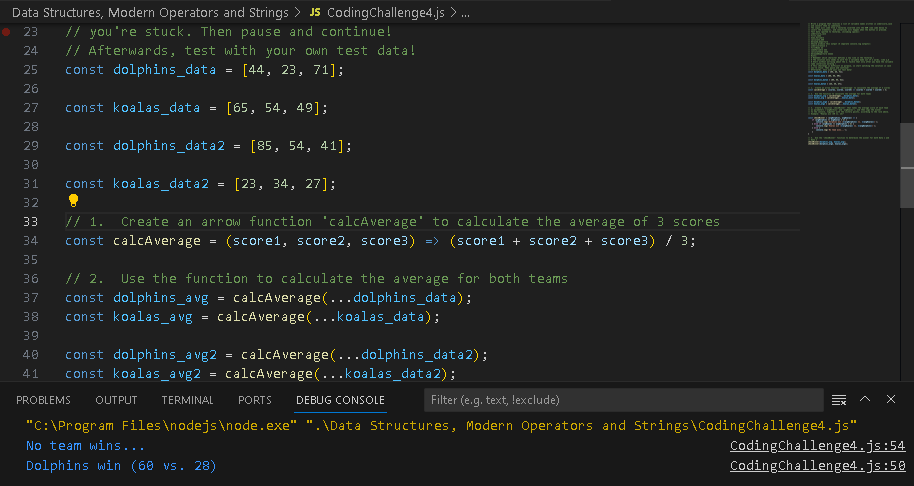 Data Structures, Modern Operators and Strings > JS CodingChallenge4.js > ...
23 // you're stuck. Then pause and continue!
24 // Afterwards, test with your own test data!
25 const dolphins_data = [44, 23, 71];
26
27 const koalas_data = [65, 54, 49];
28
29 const dolphins_data2 = [85, 54, 41];
30
31 const koalas_data2 = [23, 34, 27];
32
33 // 1.  Create an arrow function 'calcAverage' to calculate the average of 3 scores
34 const calcAverage = (score1, score2, score3) => (score1 + score2 + score3) / 3;
35
36 // 2.  Use the function to calculate the average for both teams
37 const dolphins_avg = calcAverage(...dolphins_data);
38 const koalas_avg = calcAverage(...koalas_data);
39
40 const dolphins_avg2 = calcAverage(...dolphins_data2);
41 const koalas_avg2 = calcAverage(...koalas_data2);
PROBLEMS OUTPUT TERMINAL PORTS DEBUG CONSOLE Filter (e.g. text, !exclude)
"C:\Program Files\nodejs\node.exe" ".\Data Structures, Modern Operators and Strings\CodingChallenge4.js"
No team wins... CodingChallenge4.js:54
Dolphins win (60 vs. 28) CodingChallenge4.js:50